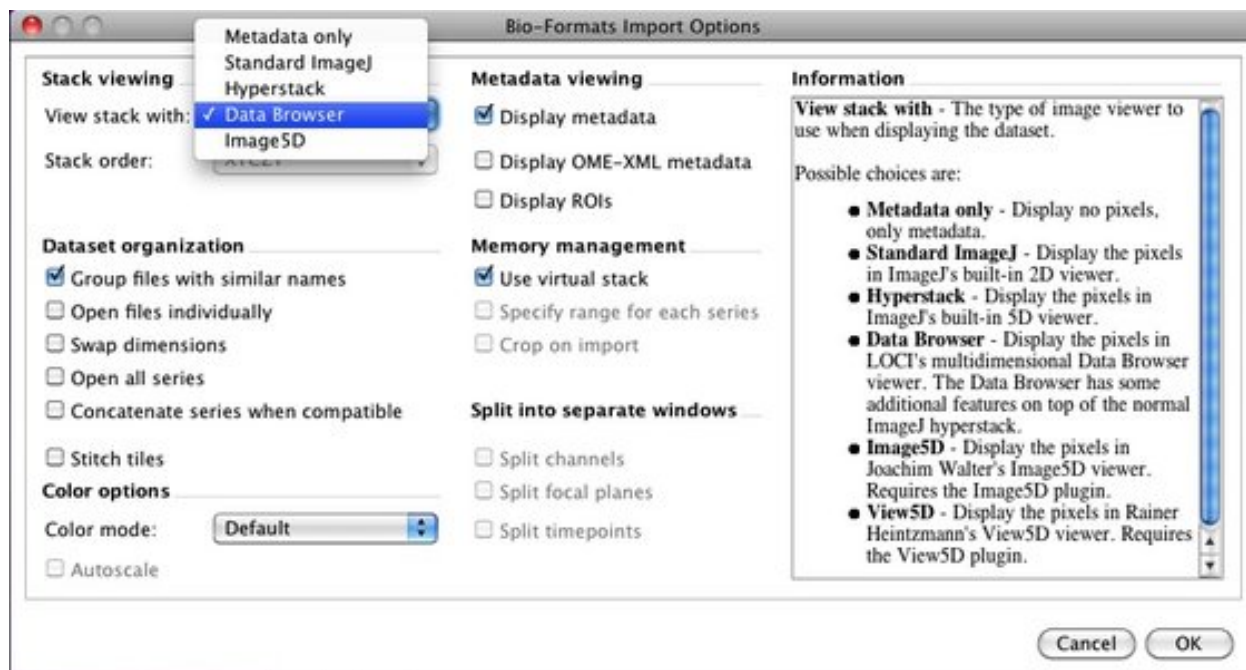 Bio-Formats Import Options
Stack viewing
View stack with:
Metadata only
Standard ImageJ
Hyperstack
✓ Data Browser
Image5D
Stack order:
Dataset organization
Group files with similar names
Open files individually
Swap dimensions
Open all series
Concatenate series when compatible
Stitch tiles
Color options
Color mode: Default
Autoscale
Metadata viewing
Display metadata
Display OME-XML metadata
Display ROIs
Memory management
Use virtual stack
Specify range for each series
Crop on import
Split into separate windows
Split channels
Split focal planes
Split timepoints
Information
View stack with - The type of image viewer to
use when displaying the dataset.
Possible choices are:
● Metadata only - Display no pixels,
only metadata.
● Standard ImageJ - Display the pixels
in ImageJ's built-in 2D viewer.
● Hyperstack - Display the pixels in
ImageJ's built-in 5D viewer.
● Data Browser - Display the pixels in
LOCI's multidimensional Data Browser
viewer. The Data Browser has some
additional features on top of the normal
ImageJ hyperstack.
● Image5D - Display the pixels in
Joachim Walter's Image5D viewer.
Requires the Image5D plugin.
● View5D - Display the pixels in Rainer
Heintzmann's View5D viewer. Requires
the View5D plugin.
Cancel
OK